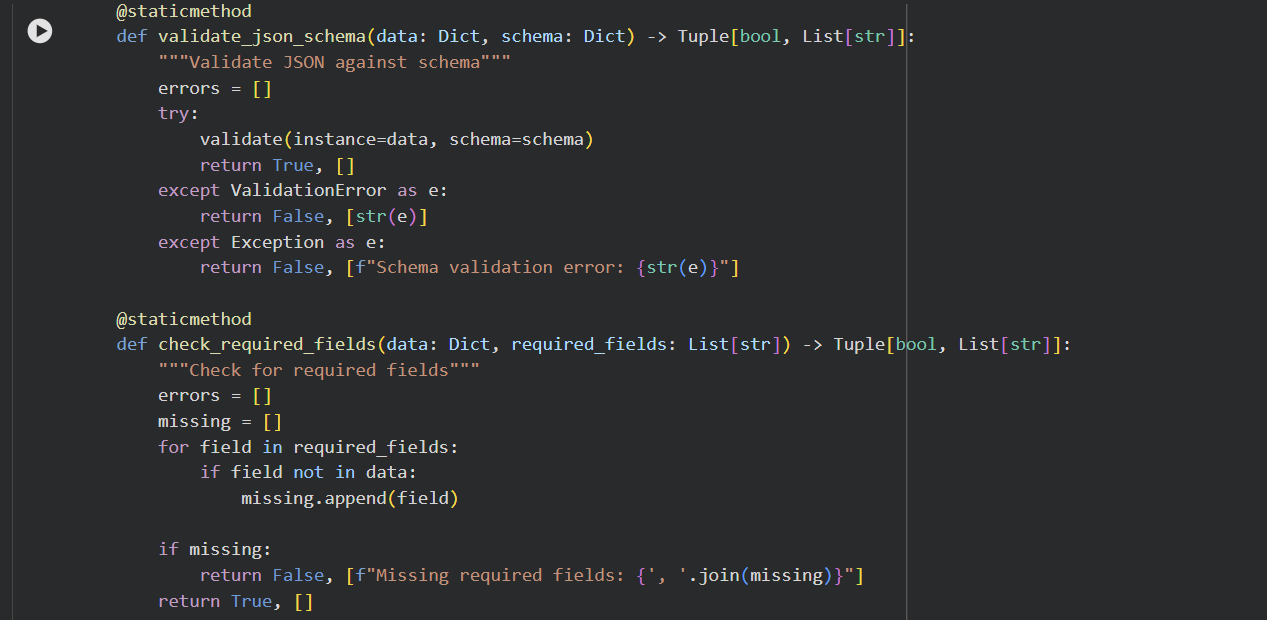 @staticmethod
def validate_json_schema(data: Dict, schema: Dict) -> Tuple[bool, List[str]]:
    """Validate JSON against schema"""
    errors = []
    try:
        validate(instance=data, schema=schema)
        return True, []
    except ValidationError as e:
        return False, [str(e)]
    except Exception as e:
        return False, [f"Schema validation error: {str(e)}"]

@staticmethod
def check_required_fields(data: Dict, required_fields: List[str]) -> Tuple[bool, List[str]]:
    """Check for required fields"""
    errors = []
    missing = []
    for field in required_fields:
        if field not in data:
            missing.append(field)

    if missing:
        return False, [f"Missing required fields: {', '.join(missing)}"]
    return True, []